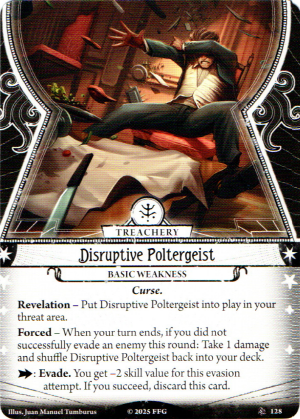 TREACHERY
Disruptive Poltergeist
BASIC WEAKNESS
Curse.
Revelation – Put Disruptive Poltergeist into play in your
threat area.
Forced – When your turn ends, if you did not
successfully evade an enemy this round: Take 1 damage
and shuffle Disruptive Poltergeist back into your deck.
: Evade. You get –2 skill value for this evasion
attempt. If you succeed, discard this card.
Illus. Juan Manuel Tumburus © 2025 FFG 128